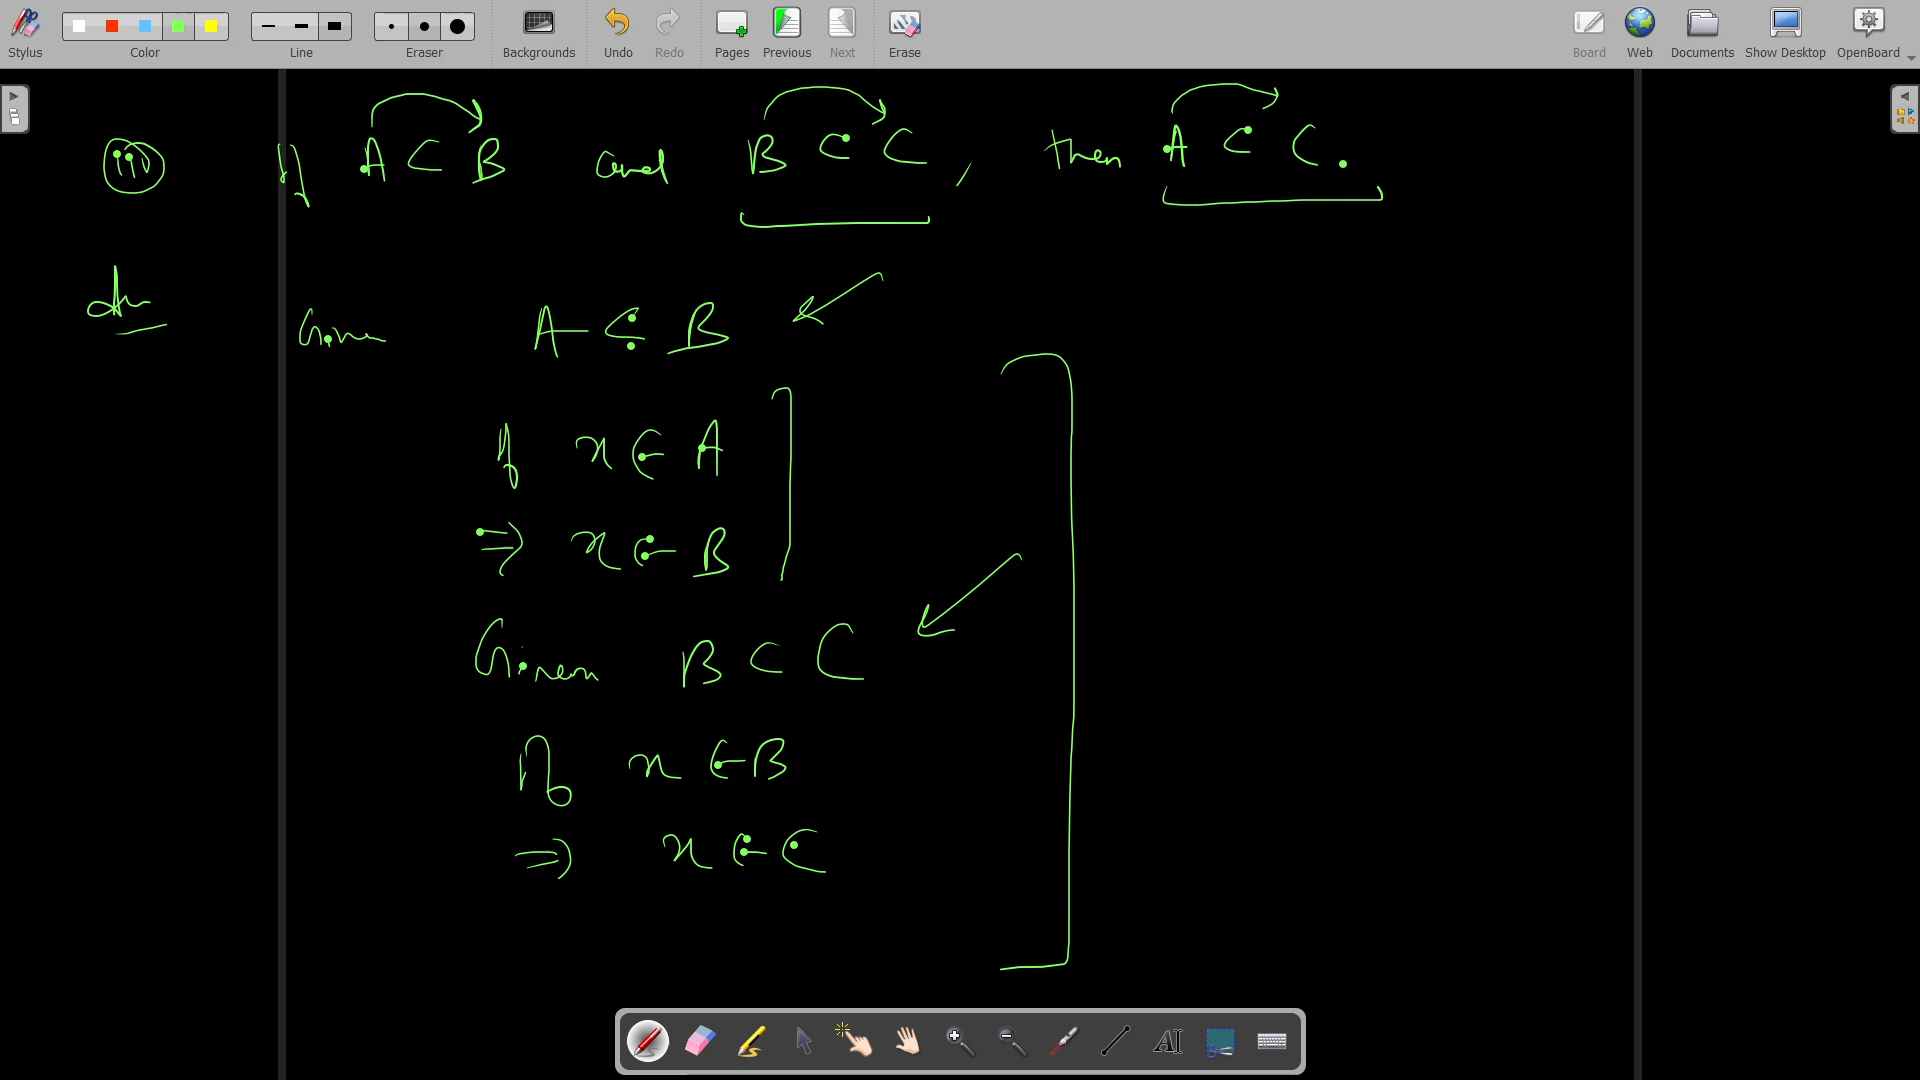 Stylus Color Line Eraser Backgrounds Undo Redo Pages Previous Next Erase Board Web Documents Show Desktop OpenBoard
iii If A ⊂ B and B ⊂ C, then A ⊂ C.
Given A ⊂ B
If x ∈ A
⇒ x ∈ B
Given B ⊂ C
If x ∈ B
⇒ x ∈ C